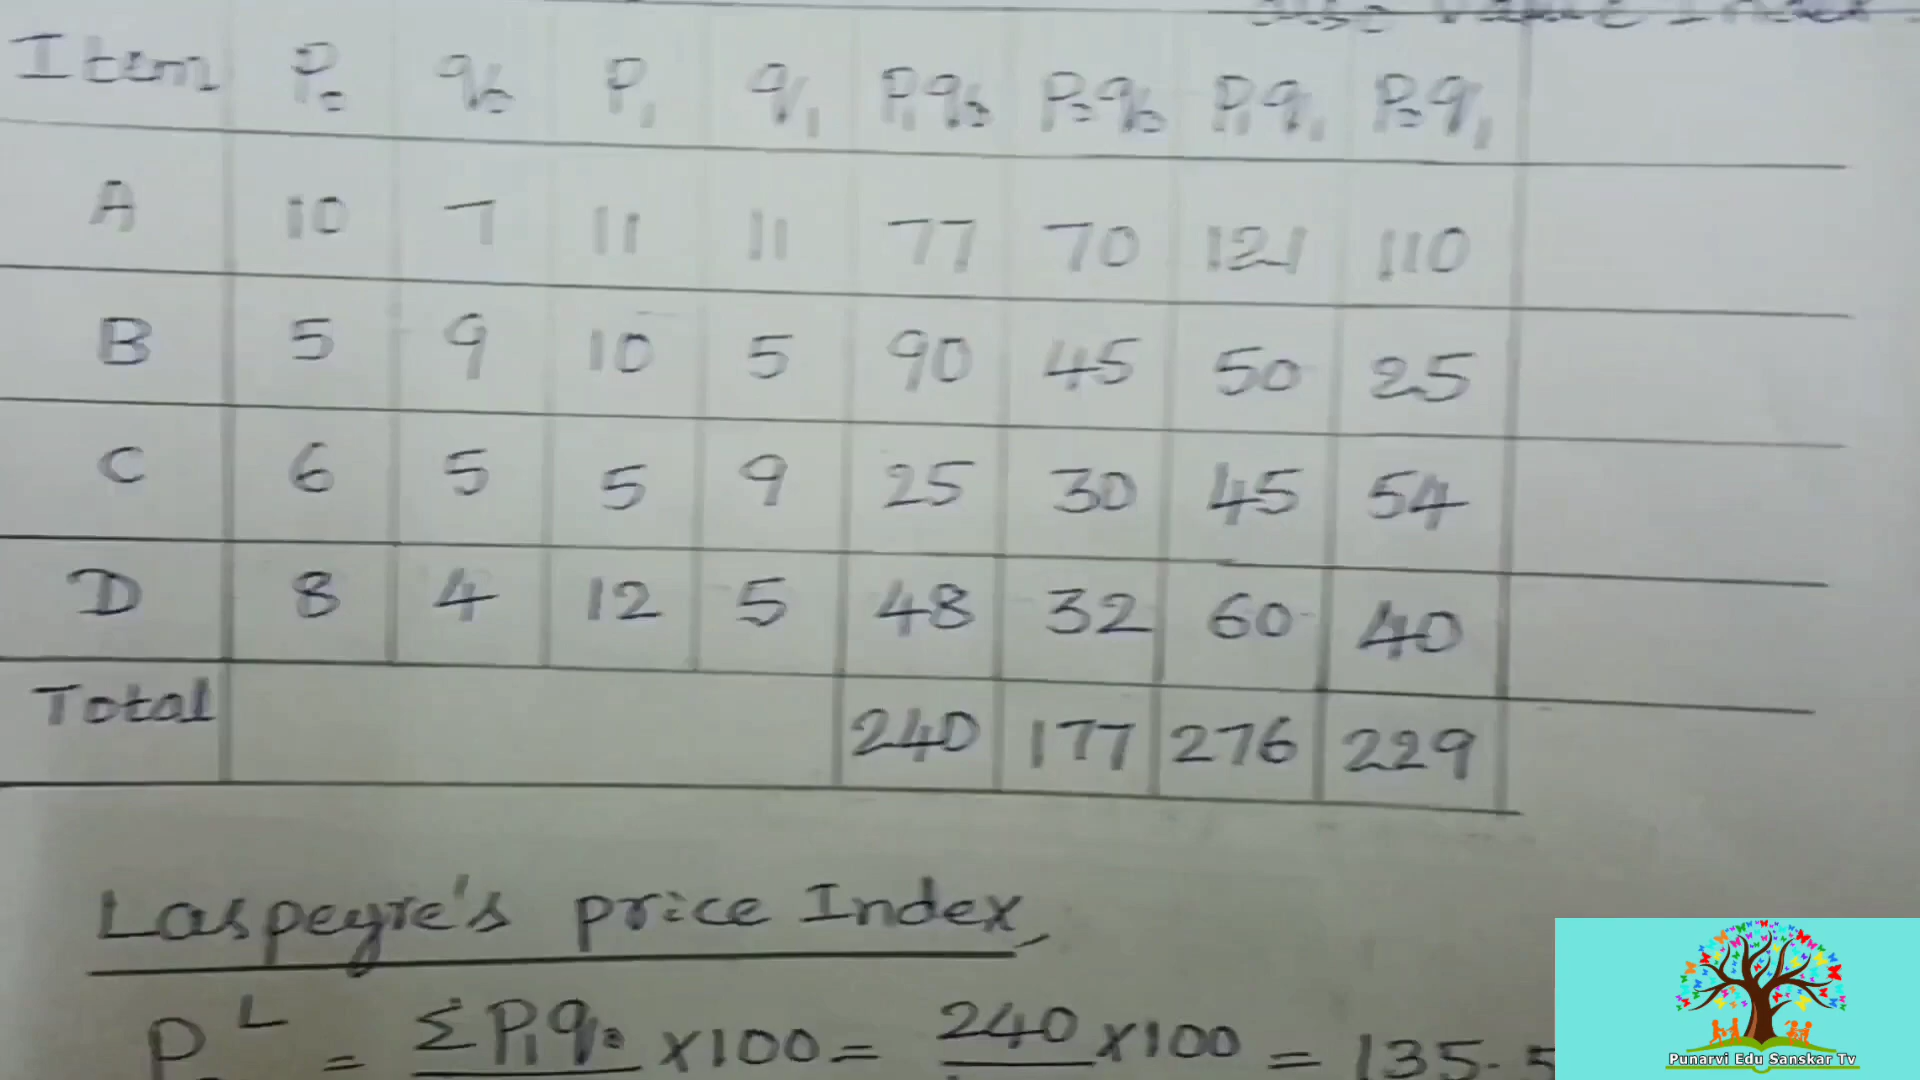 Value Index
Item P₀ q₀ P₁ q₁ P₁q₀ P₀q₀ P₁q₁ P₀q₁
A 10 7 11 11 77 70 121 110
B 5 9 10 5 90 45 50 25
C 6 5 5 9 25 30 45 54
D 8 4 12 5 48 32 60 40
Total 240 177 276 229
Laspeyre's price Index,
P L = Σ P₁q₀ X100 = 240 X100 = 135.5
Punarvi Edu Sanskar Tv